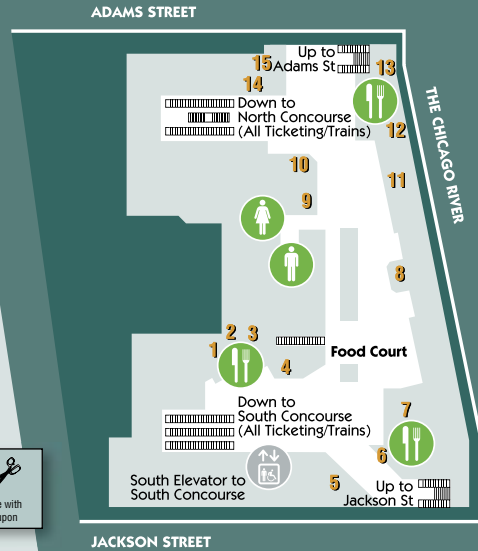 ADAMS STREET
Up to
Adams St
15
13
14
Down to
North Concourse
(All Ticketing/Trains)
12
THE CHICAGO RIVER
10
11
9
8
2
3
1
4
Food Court
Down to
South Concourse
(All Ticketing/Trains)
7
6
South Elevator to
South Concourse
5
Up to
Jackson St
with
JACKSON STREET